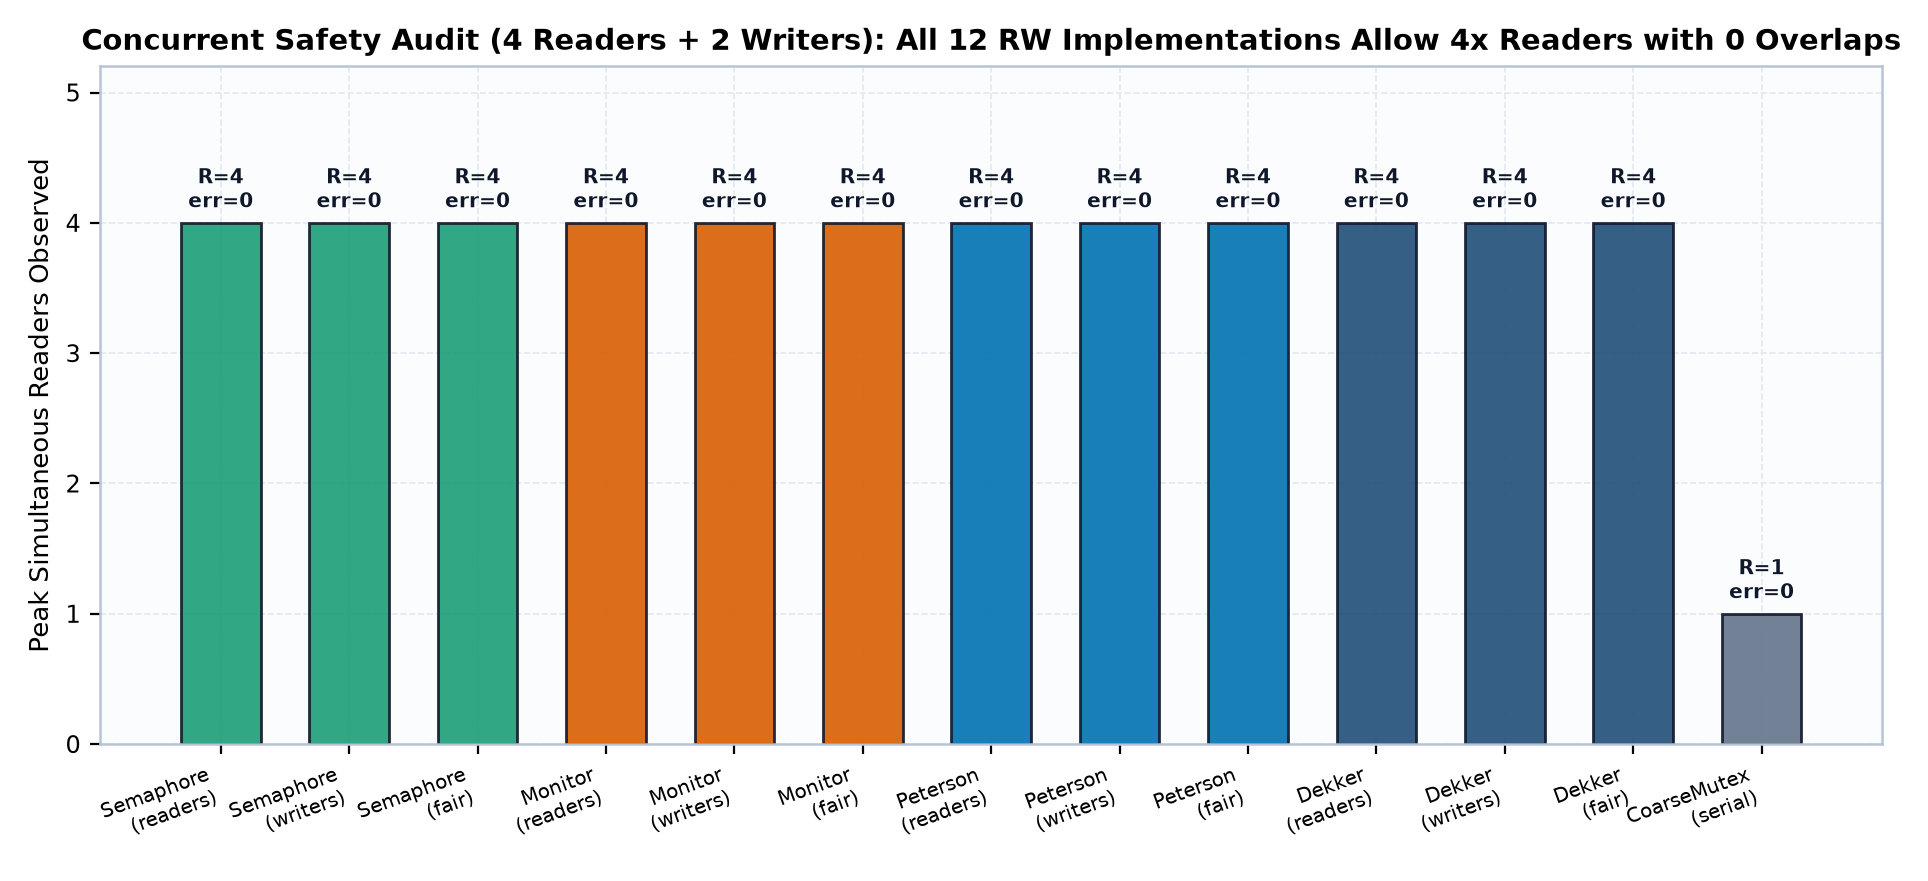 Concurrent Safety Audit (4 Readers + 2 Writers): All 12 RW Implementations Allow 4x Readers with 0 Overlaps
Peak Simultaneous Readers Observed
5
4
3
2
1
0
R=4
err=0
R=4
err=0
R=4
err=0
R=4
err=0
R=4
err=0
R=4
err=0
R=4
err=0
R=4
err=0
R=4
err=0
R=4
err=0
R=4
err=0
R=4
err=0
R=1
err=0
Semaphore
(readers)
Semaphore
(writers)
Semaphore
(fair)
Monitor
(readers)
Monitor
(writers)
Monitor
(fair)
Peterson
(readers)
Peterson
(writers)
Peterson
(fair)
Dekker
(readers)
Dekker
(writers)
Dekker
(fair)
CoarseMutex
(serial)